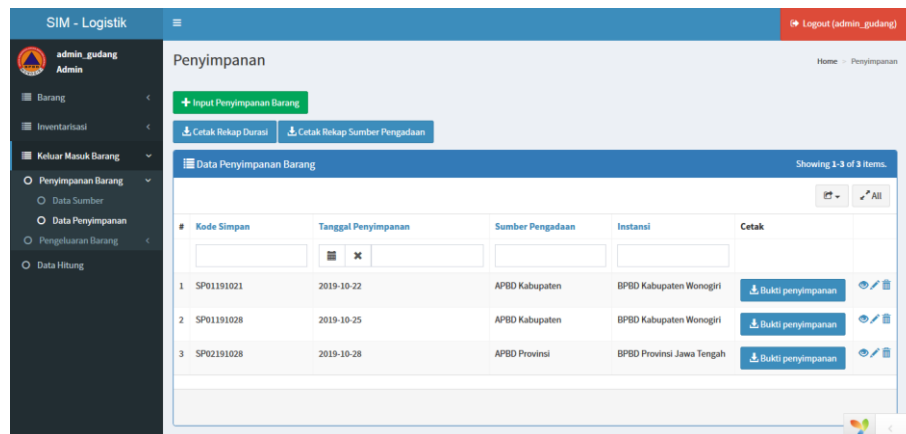 SIM - Logistik
Logout (admin_gudang)
admin_gudang
Admin
Barang
Inventarisasi
Keluar Masuk Barang
Penyimpanan Barang
Data Sumber
Data Penyimpanan
Pengeluaran Barang
Data Hitung
Penyimpanan
Home > Penyimpanan
Input Penyimpanan Barang
Cetak Rekap Durasi
Cetak Rekap Sumber Pengadaan
Data Penyimpanan Barang
Showing 1-3 of 3 items.
All
# Kode Simpan Tanggal Penyimpanan Sumber Pengadaan Instansi Cetak
1 SP01191021 2019-10-22 APBD Kabupaten BPBD Kabupaten Wonogiri Bukti penyimpanan
2 SP01191028 2019-10-25 APBD Kabupaten BPBD Kabupaten Wonogiri Bukti penyimpanan
3 SP02191028 2019-10-28 APBD Provinsi BPBD Provinsi Jawa Tengah Bukti penyimpanan